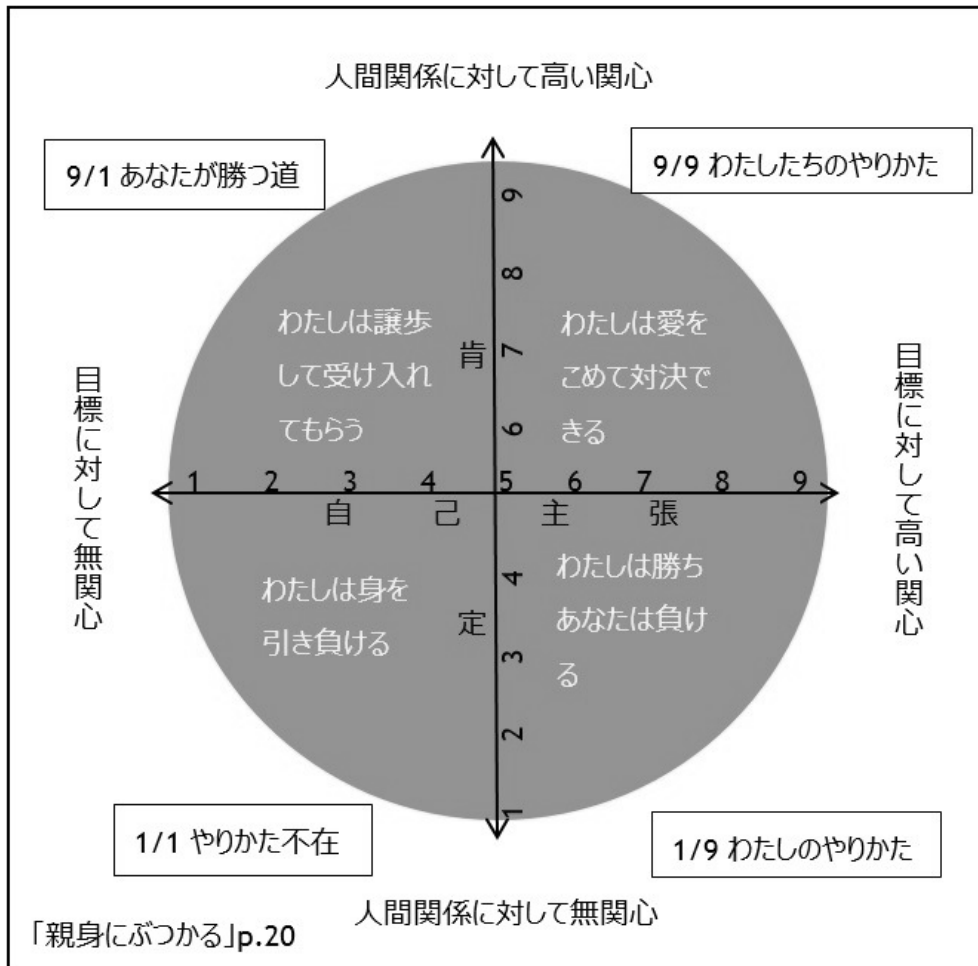 人間関係に対して高い関心
9/1 あなたが勝つ道
9/9 わたしたちのやりかた
9
8
7
6
わたしは譲歩
して受け入れ
てもらう
わたしは愛を
こめて対決で
きる
肯
目標に対して無関心
目標に対して高い関心
1 2 3 4 5 6 7 8 9
自己主張
わたしは身を
引き負ける
わたしは勝ち
あなたは負け
る
定
4
3
2
1
1/1 やりかた不在
1/9 わたしのやりかた
人間関係に対して無関心
「親身にぶつかる」p.20